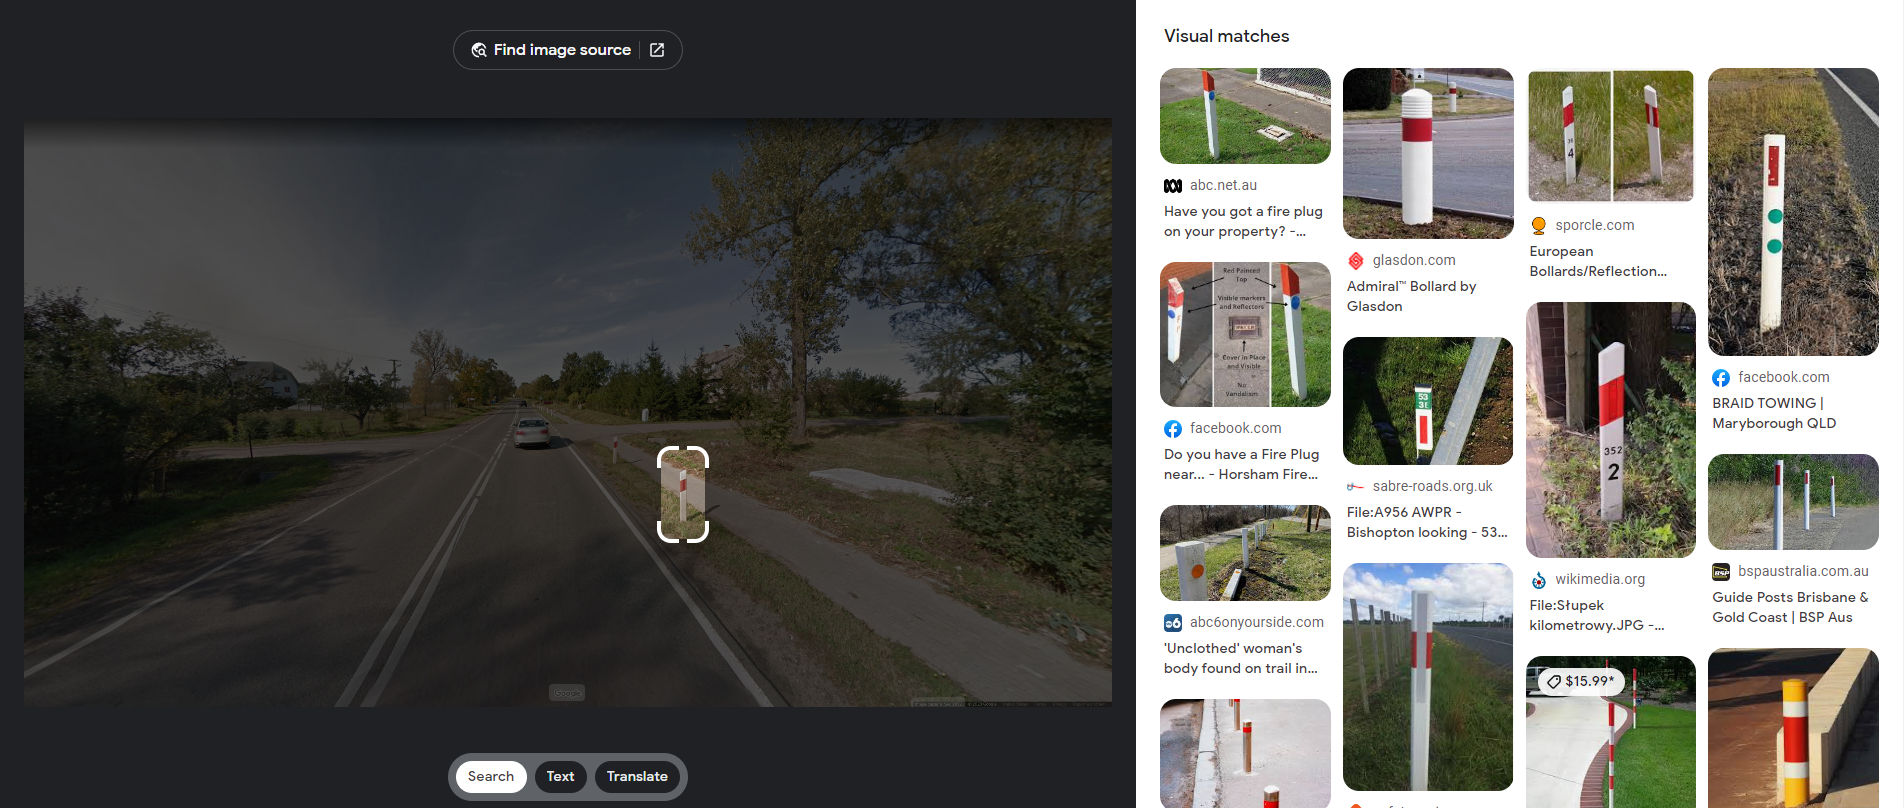 Find image source
Google
Search
Text
Translate
Visual matches
abc.net.au
Have you got a fire plug
on your property? -...
Red Painted
Top
Visible markers
and Reflectors
Cover in Place
and Visible
No
Vandalism
facebook.com
Do you have a Fire Plug
near... - Horsham Fire...
abc6onyourside.com
'Unclothed' woman's
body found on trail in...
glasdon.com
Admiral™ Bollard by
Glasdon
53
sabre-roads.org.uk
File:A956 AWPR -
Bishopton looking - 53...
4
sporcle.com
European
Bollards/Reflection...
352
2
wikimedia.org
File:Słupek
kilometrowy.JPG -...
$15.99*
facebook.com
BRAID TOWING |
Maryborough QLD
BSP
bspaustralia.com.au
Guide Posts Brisbane &
Gold Coast | BSP Aus